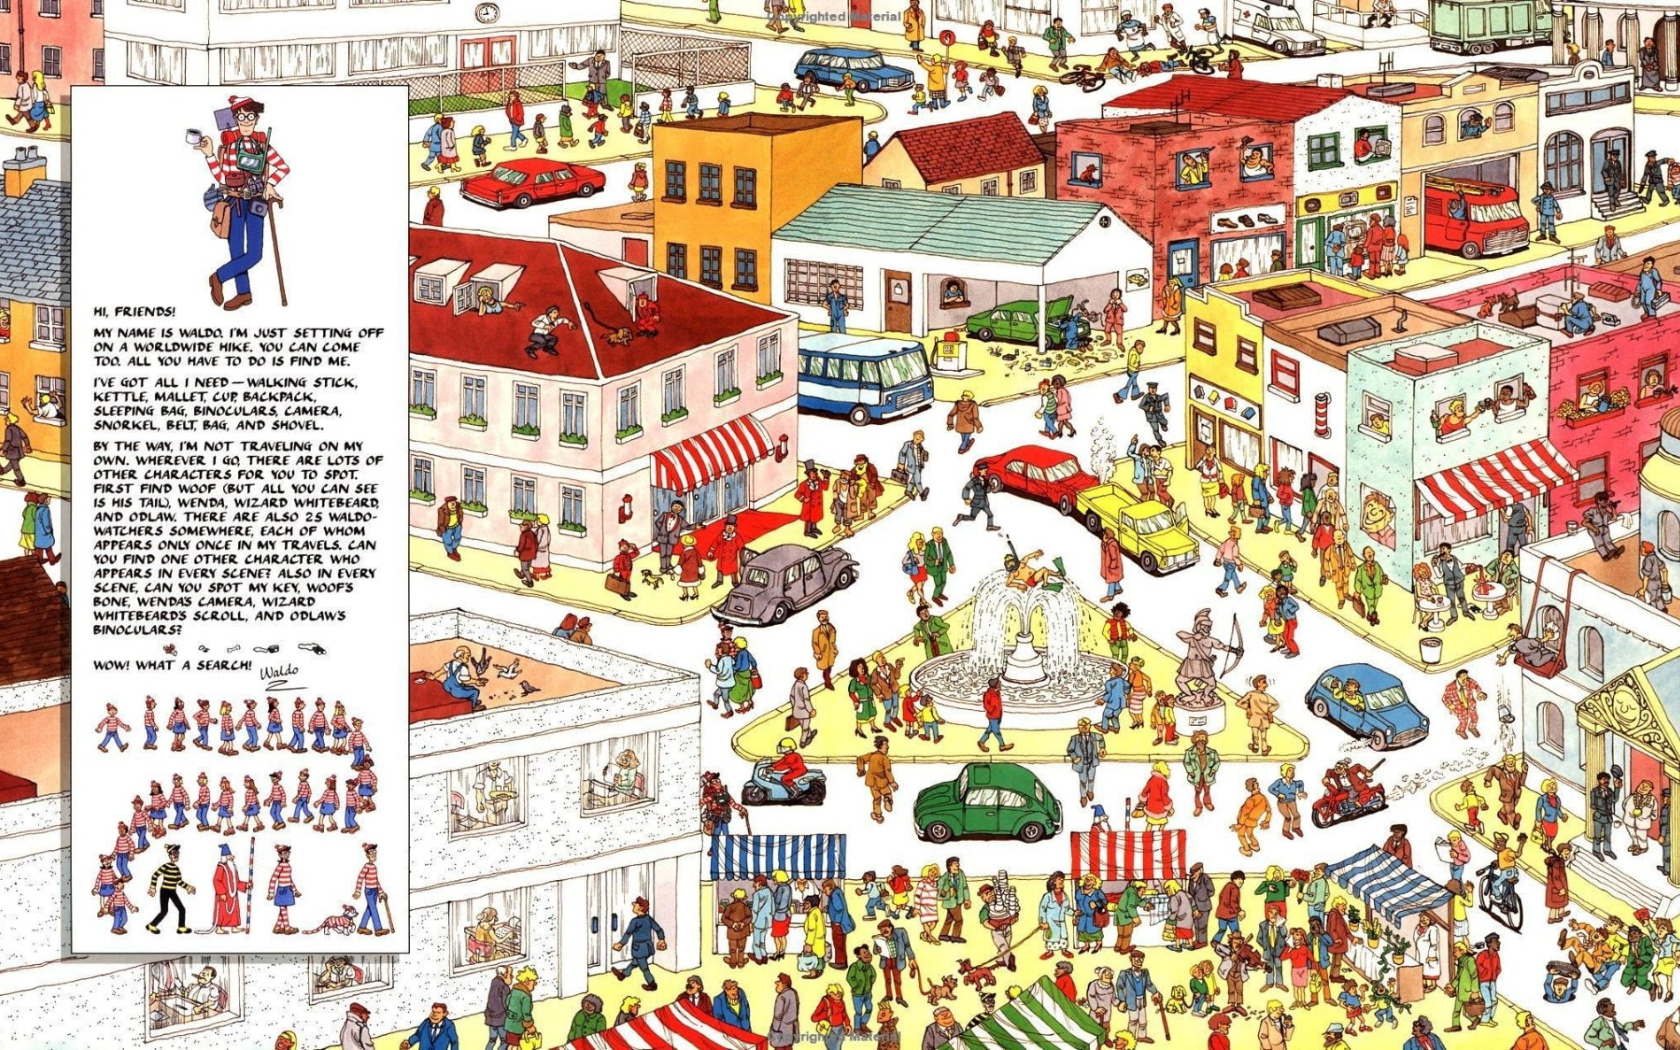 Copyrighted Material
HI, FRIENDS!
MY NAME IS WALDO. I'M JUST SETTING OFF
ON A WORLDWIDE HIKE. YOU CAN COME
TOO. ALL YOU HAVE TO DO IS FIND ME.
I'VE GOT ALL I NEED — WALKING STICK,
KETTLE, MALLET, CUP, BACKPACK,
SLEEPING BAG, BINOCULARS, CAMERA,
SNORKEL, BELT, BAG, AND SHOVEL.
BY THE WAY, I'M NOT TRAVELING ON MY
OWN. WHEREVER I GO, THERE ARE LOTS OF
OTHER CHARACTERS FOR YOU TO SPOT.
FIRST FIND WOOF (BUT ALL YOU CAN SEE
IS HIS TAIL), WENDA, WIZARD WHITEBEARD,
AND ODLAW. THERE ARE ALSO 25 WALDO-
WATCHERS SOMEWHERE, EACH OF WHOM
APPEARS ONLY ONCE IN MY TRAVELS. CAN
YOU FIND ONE OTHER CHARACTER WHO
APPEARS IN EVERY SCENE? ALSO IN EVERY
SCENE, CAN YOU SPOT MY KEY, WOOF'S
BONE, WENDA'S CAMERA, WIZARD
WHITEBEARD'S SCROLL, AND ODLAW'S
BINOCULARS?
WOW! WHAT A SEARCH!
Waldo
Copyrighted Material